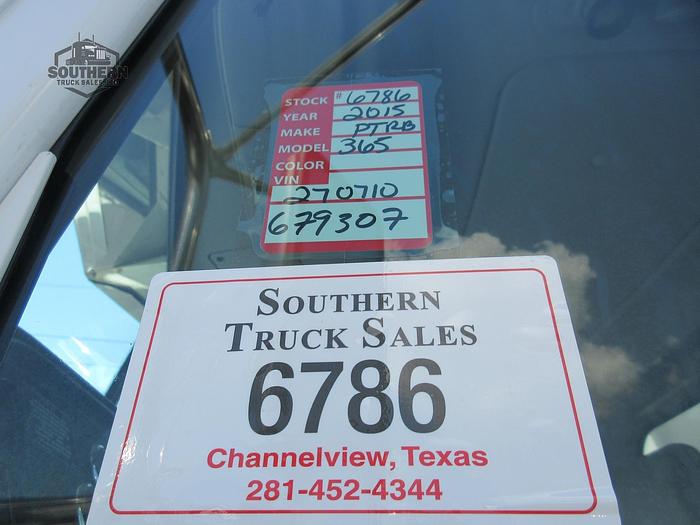 SOUTHERN
TRUCK SALES
STOCK # 6786
YEAR 2015
MAKE PTRB
MODEL 365
COLOR
VIN
270710
679307
SOUTHERN
TRUCK SALES
6786
Channelview, Texas
281-452-4344